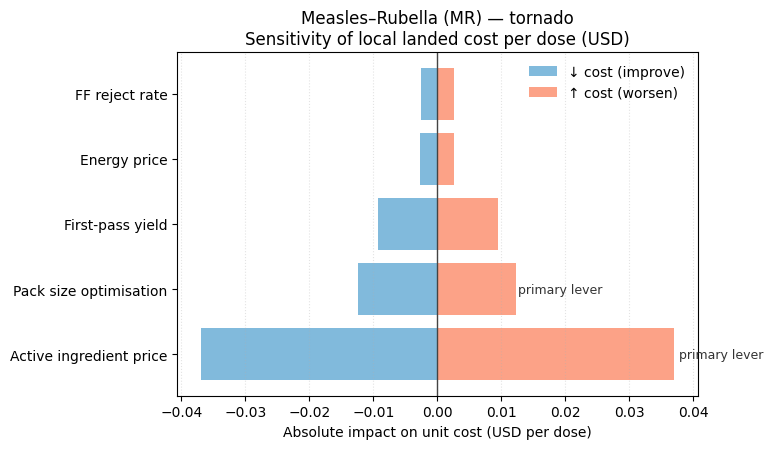 Measles–Rubella (MR) — tornado
Sensitivity of local landed cost per dose (USD)
↓ cost (improve)
↑ cost (worsen)
FF reject rate
Energy price
First-pass yield
Pack size optimisation
primary lever
Active ingredient price
primary lever
−0.04 −0.03 −0.02 −0.01 0.00 0.01 0.02 0.03 0.04
Absolute impact on unit cost (USD per dose)